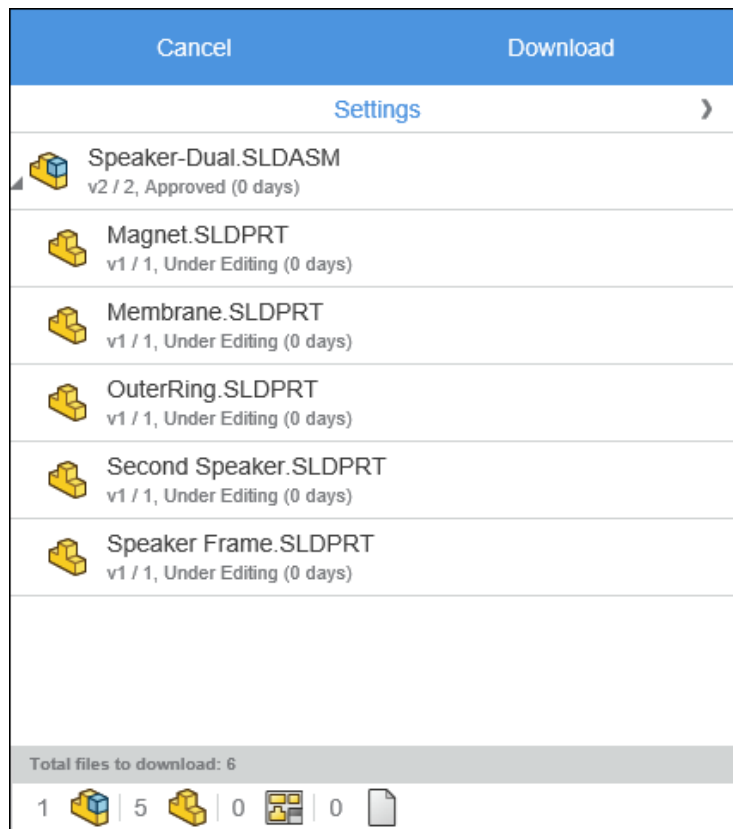 Cancel Download
Settings
Speaker-Dual.SLDASM
v2 / 2, Approved (0 days)
Magnet.SLDPRT
v1 / 1, Under Editing (0 days)
Membrane.SLDPRT
v1 / 1, Under Editing (0 days)
OuterRing.SLDPRT
v1 / 1, Under Editing (0 days)
Second Speaker.SLDPRT
v1 / 1, Under Editing (0 days)
Speaker Frame.SLDPRT
v1 / 1, Under Editing (0 days)
Total files to download: 6
1 5 0 0